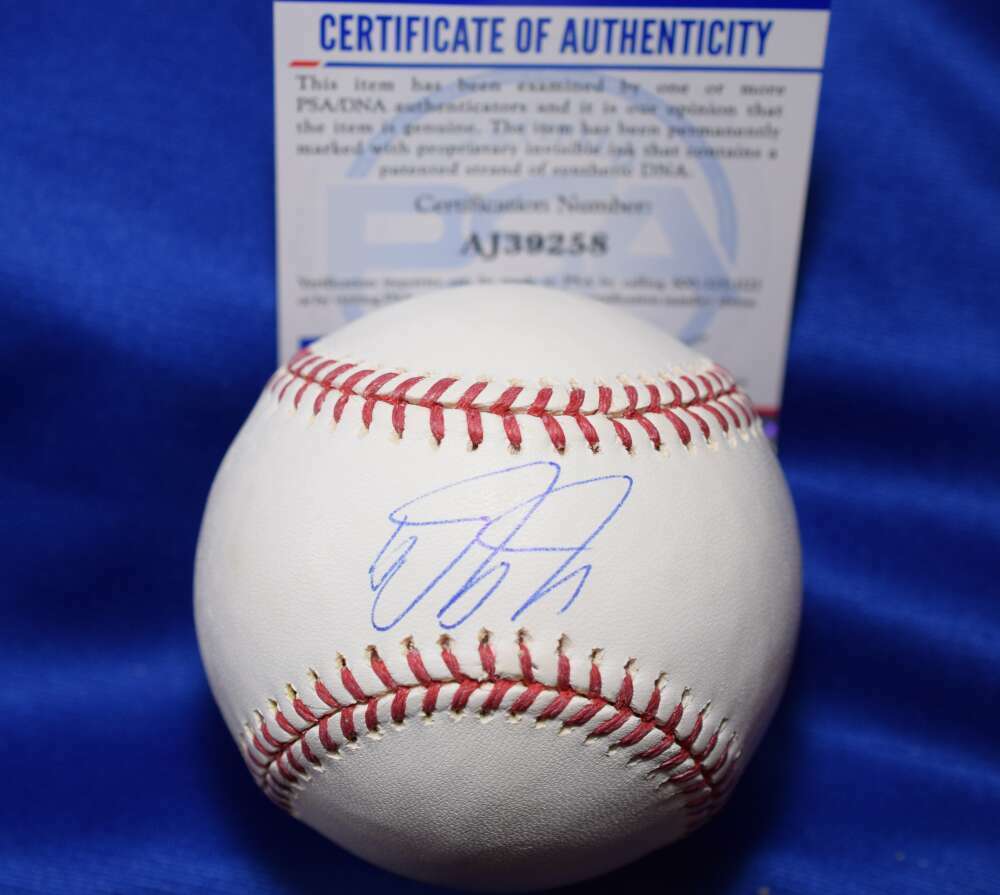 CERTIFICATE OF AUTHENTICITY
This item has been examined by one or more
PSA/DNA authenticators and it is our opinion that
the item is genuine. The item has been permanently
marked with proprietary invisible ink that contains a
patented strand of synthetic DNA.
PSA
Certification Number:
AJ39258